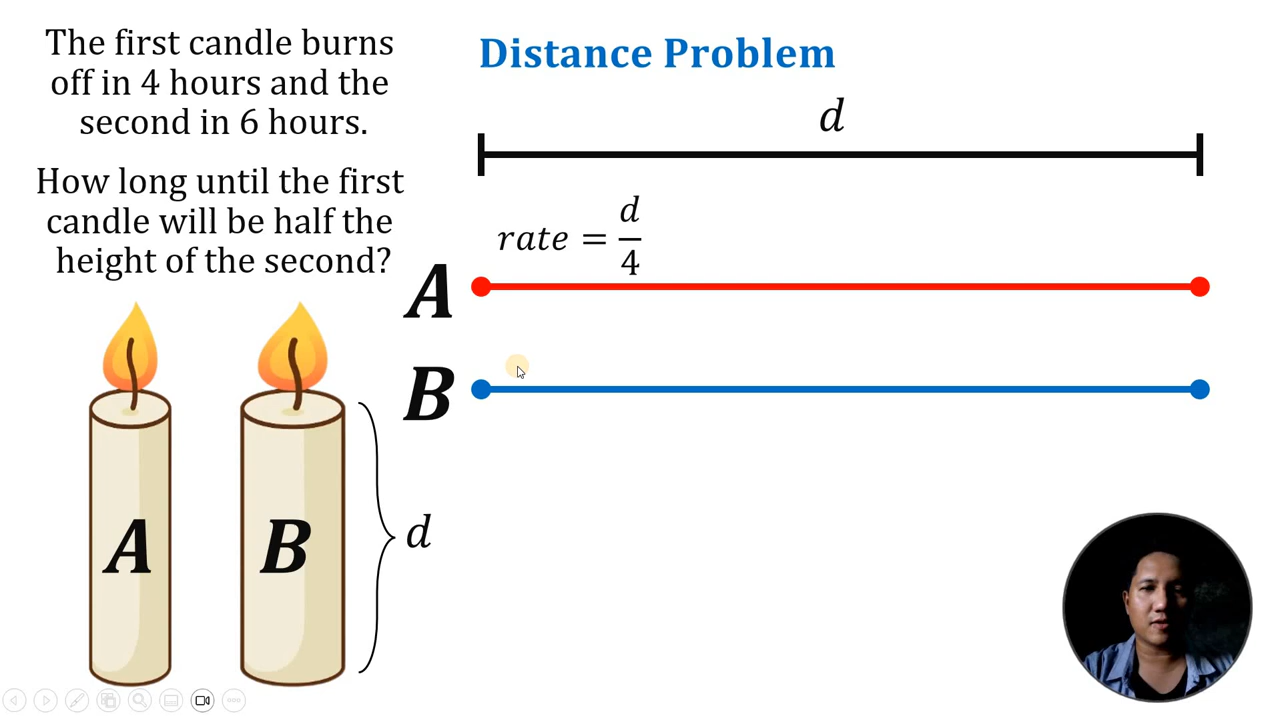 The first candle burns
off in 4 hours and the
second in 6 hours.
How long until the first
candle will be half the
height of the second?
Distance Problem
d
rate = d/4
A
B
A
B
d